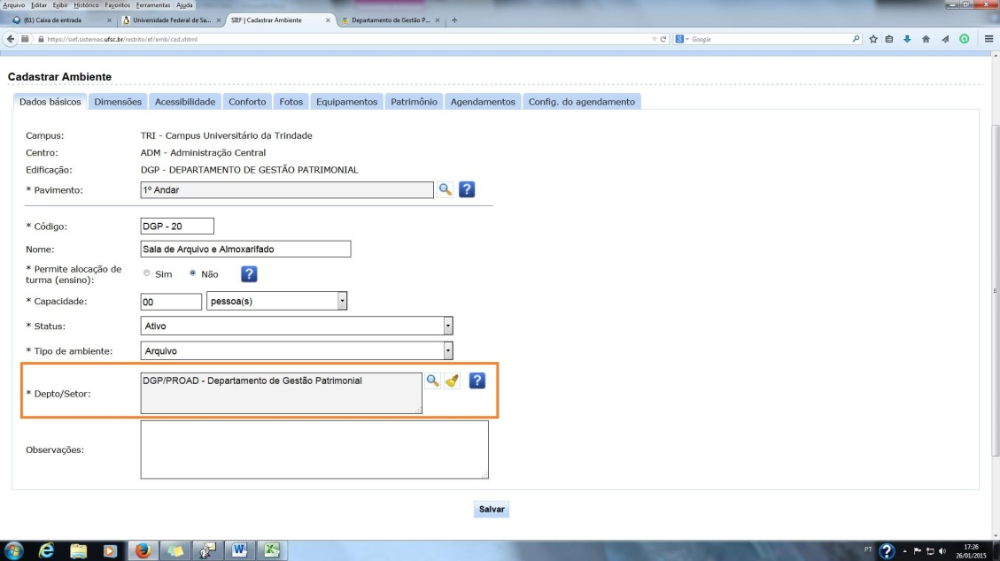 Arquivo Editar Exibir Histórico Favoritos Ferramentas Ajuda
(61) Caixa de entrada
Universidade Federal de Sa...
SIEF | Cadastrar Ambiente
Departamento de Gestão P...
https://sief.sistemas.ufsc.br/restrito/ef/amb/cad.xhtml
Google
Cadastrar Ambiente
Dados básicos Dimensões Acessibilidade Conforto Fotos Equipamentos Patrimônio Agendamentos Config. do agendamento
Campus: TRI - Campus Universitário da Trindade
Centro: ADM - Administração Central
Edificação: DGP - DEPARTAMENTO DE GESTÃO PATRIMONIAL
* Pavimento: 1º Andar
* Código: DGP - 20
Nome: Sala de Arquivo e Almoxarifado
* Permite alocação de
turma (ensino): Sim Não
* Capacidade: 00 pessoa(s)
* Status: Ativo
* Tipo de ambiente: Arquivo
* Depto/Setor: DGP/PROAD - Departamento de Gestão Patrimonial
Observações:
Salvar
PT
17:26
26/01/2015